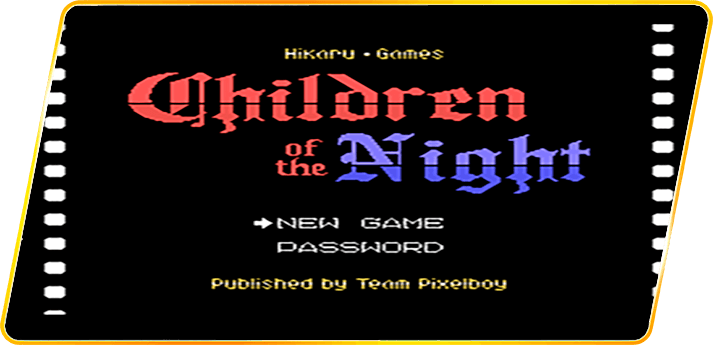 Hikaru • Games
Children
of the Night
➔NEW GAME
PASSWORD
Published by Team Pixelboy